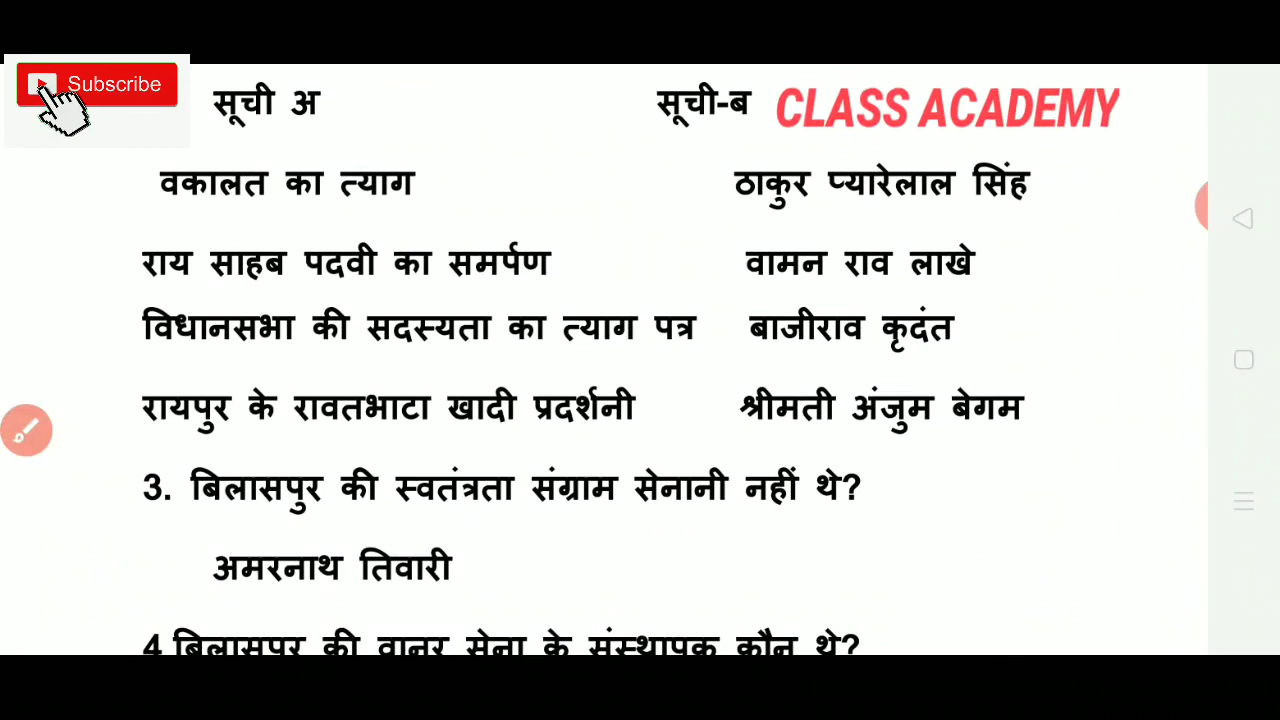 Subscribe
सूची अ सूची-ब CLASS ACADEMY
वकालत का त्याग ठाकुर प्यारेलाल सिंह
राय साहब पदवी का समर्पण वामन राव लाखे
विधानसभा की सदस्यता का त्याग पत्र बाजीराव कृदंत
रायपुर के रावतभाटा खादी प्रदर्शनी श्रीमती अंजुम बेगम
3. बिलासपुर की स्वतंत्रता संग्राम सेनानी नहीं थे?
अमरनाथ तिवारी
4 बिलासपुर की वानर सेना के संस्थापक कौन थे?